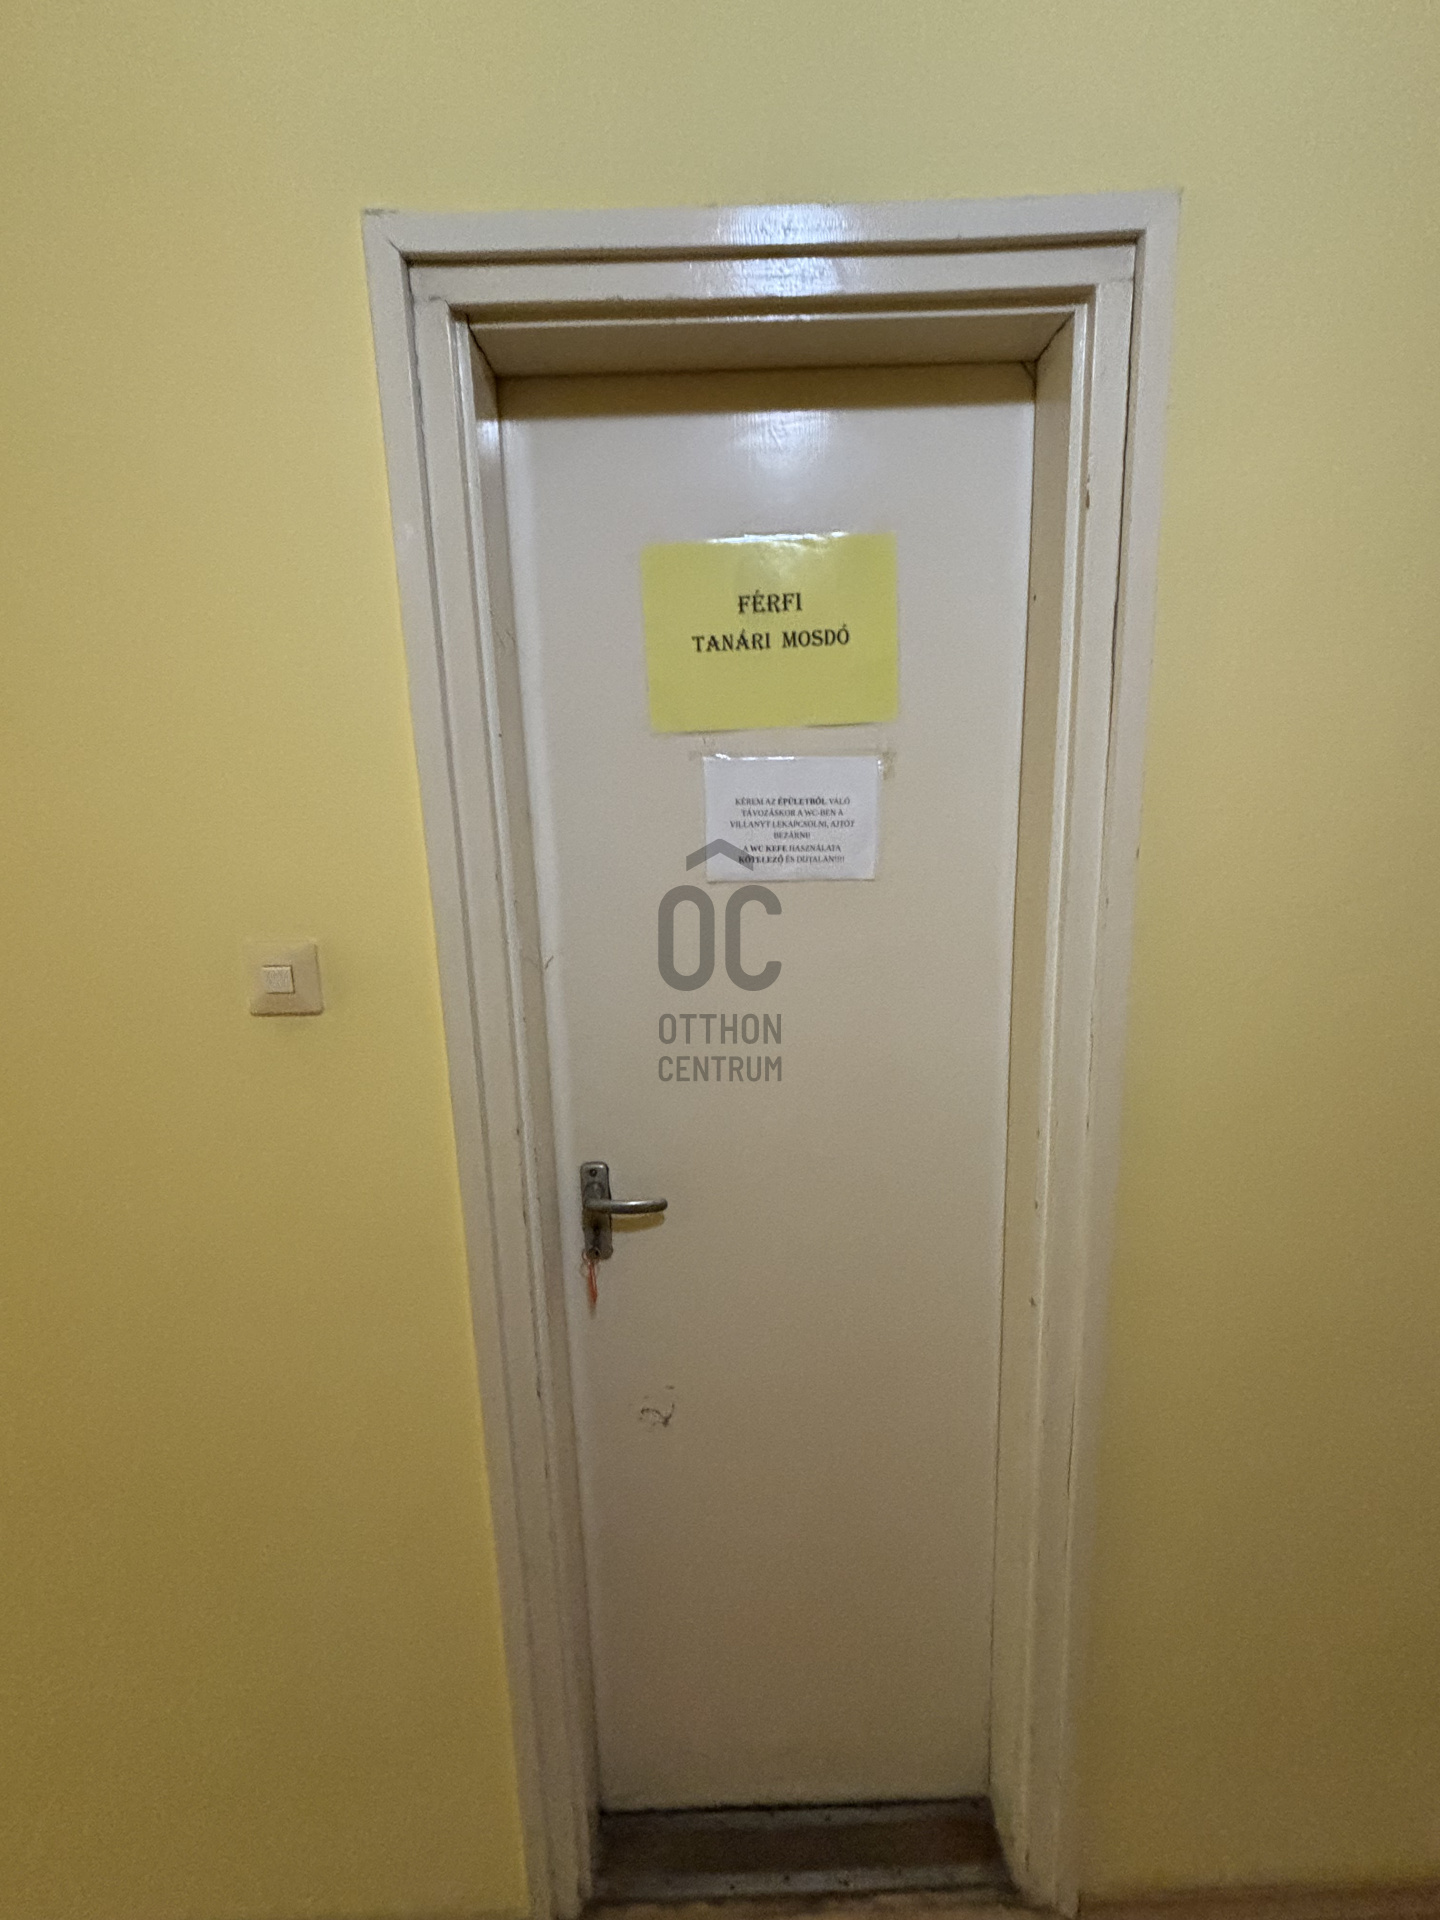 FÉRFI
TANÁRI MOSDÓ
KÉREM AZ ÉPÜLETBŐL VALÓ
TÁVOZÁSKOR A WC-BEN A
VILLANYT LEKAPCSOLNI, AJTÓT
BEZÁRNI!
A WC KEFE HASZNÁLATA
KÖTELEZŐ ÉS DÍJTALAN!!!!
OC
OTTHON
CENTRUM